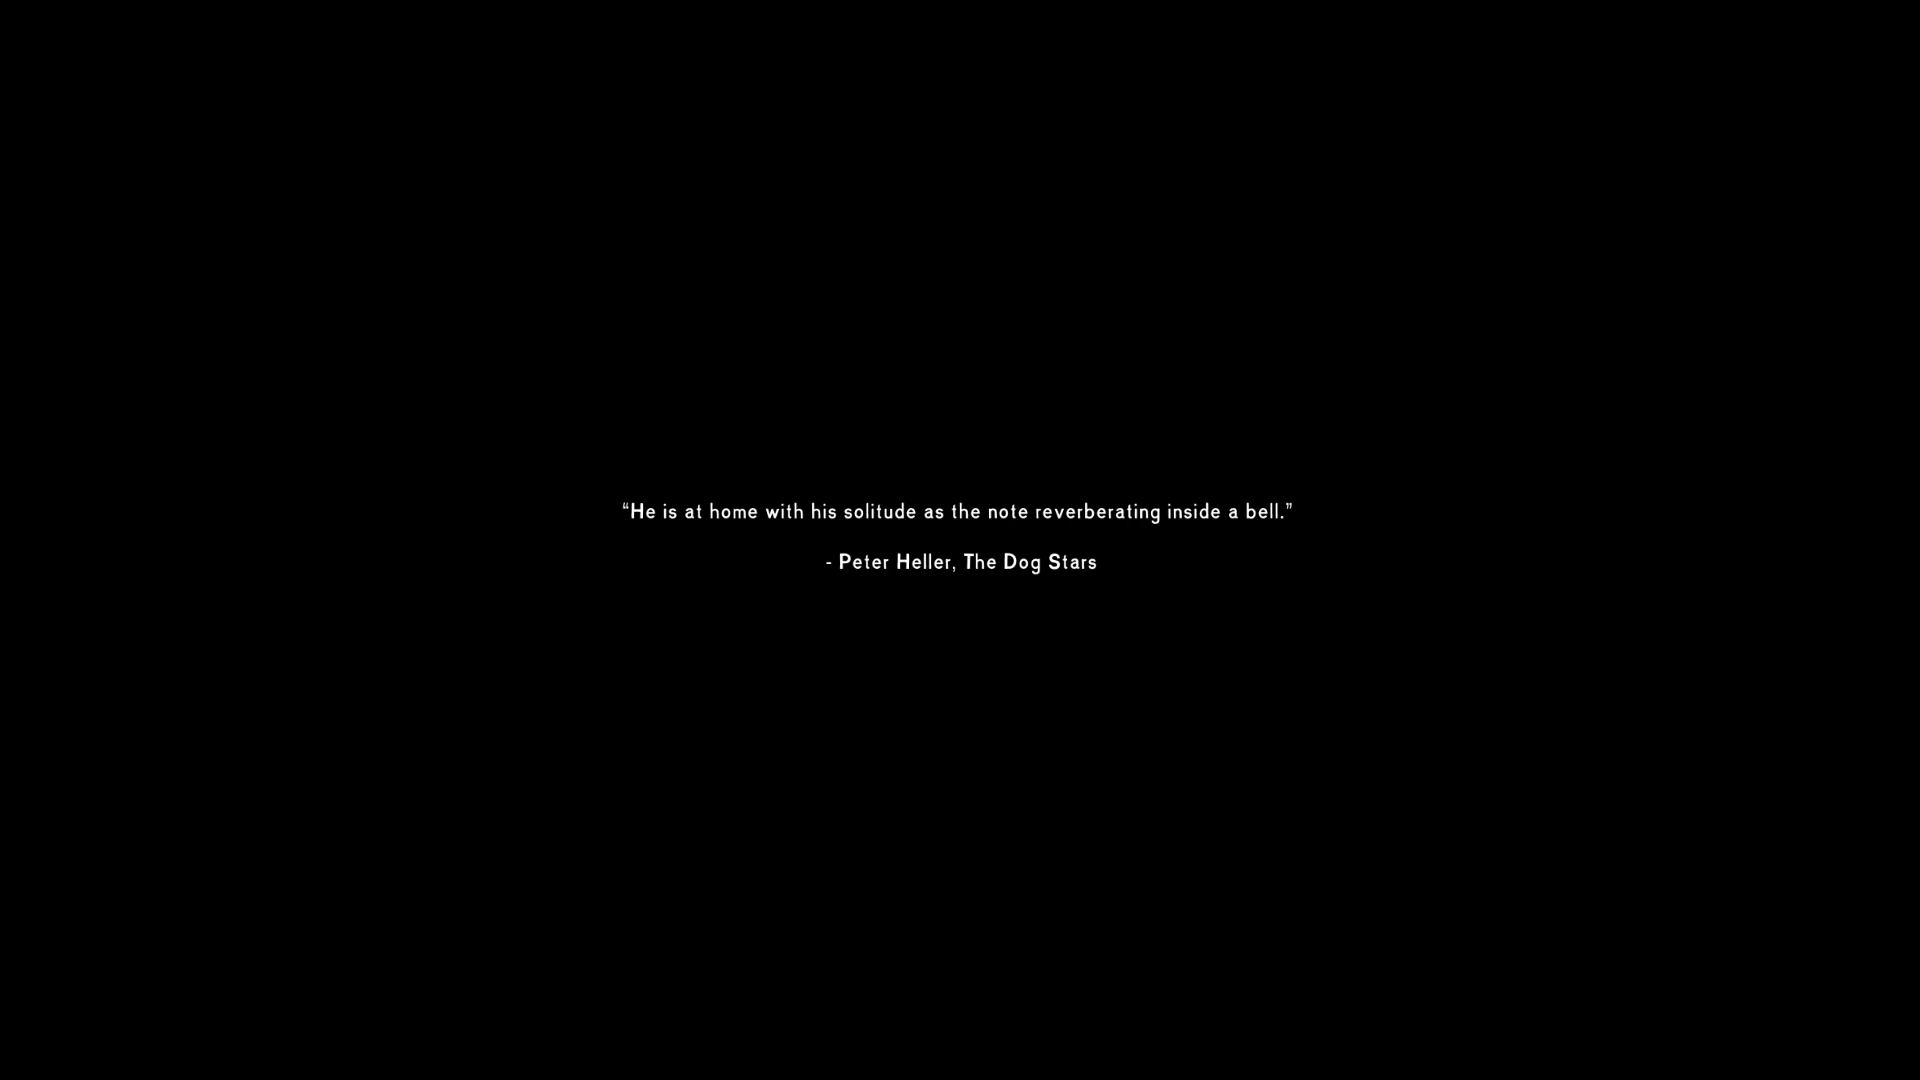 “He is at home with his solitude as the note reverberating inside a bell.”
- Peter Heller, The Dog Stars